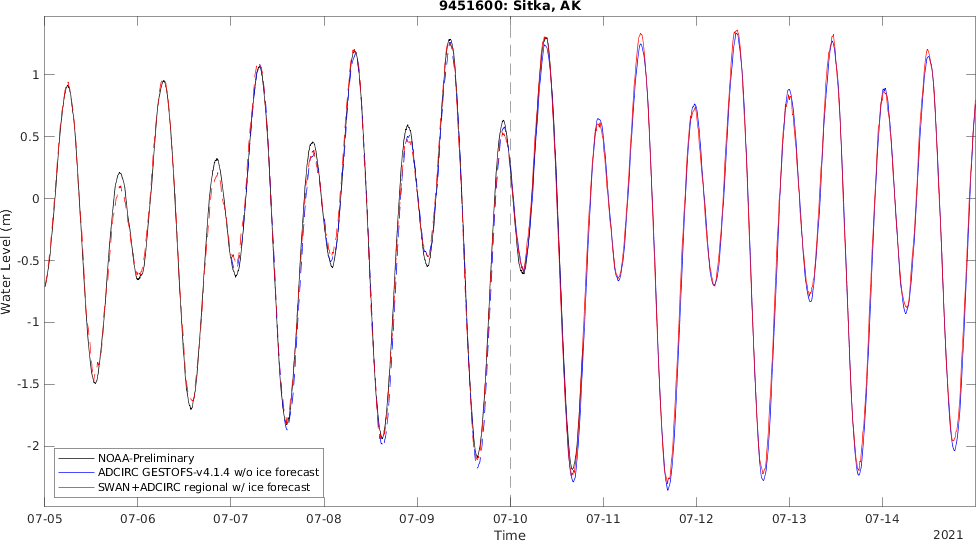 9451600: Sitka, AK
Water Level (m)
1
0.5
0
-0.5
-1
-1.5
-2
NOAA-Preliminary
ADCIRC GESTOFS-v4.1.4 w/o ice forecast
SWAN+ADCIRC regional w/ ice forecast
07-05 07-06 07-07 07-08 07-09 07-10 07-11 07-12 07-13 07-14
Time
2021